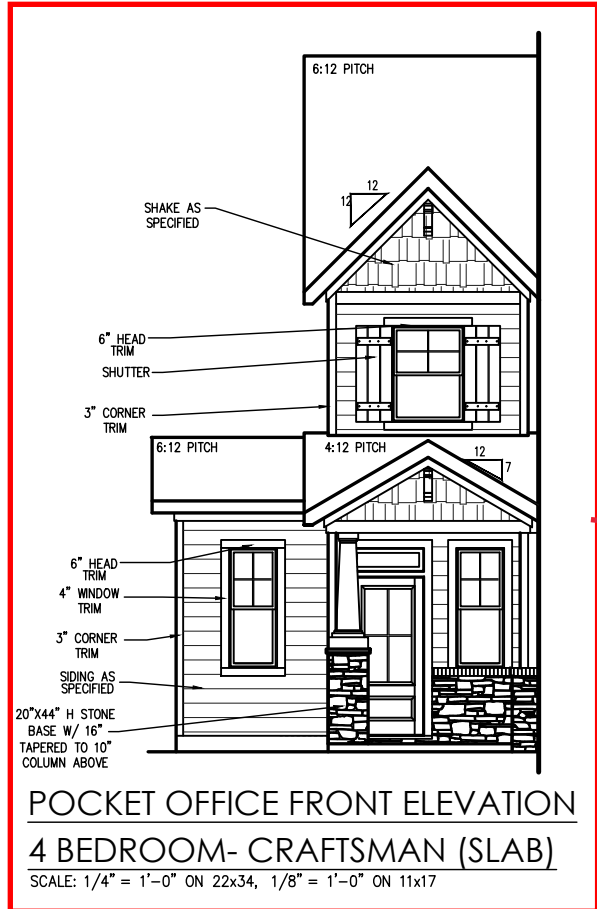 6:12 PITCH
12
12
SHAKE AS
SPECIFIED
6" HEAD
TRIM
SHUTTER
3" CORNER
TRIM
6:12 PITCH
4:12 PITCH
12
7
6" HEAD
TRIM
4" WINDOW
TRIM
3" CORNER
TRIM
SIDING AS
SPECIFIED
20"X44" H STONE
BASE W/ 16"
TAPERED TO 10"
COLUMN ABOVE
POCKET OFFICE FRONT ELEVATION
4 BEDROOM- CRAFTSMAN (SLAB)
SCALE: 1/4" = 1'-0" ON 22x34, 1/8" = 1'-0" ON 11x17